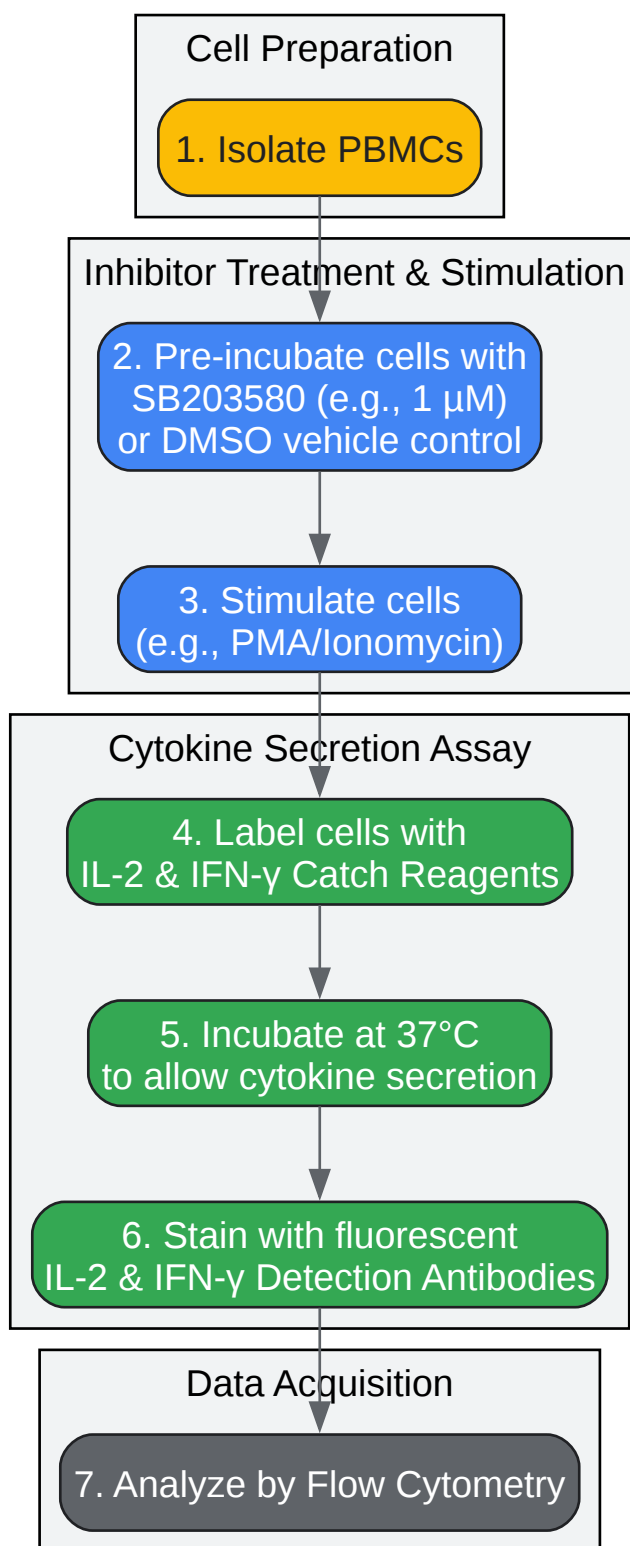 Cell Preparation
1. Isolate PBMCs
Inhibitor Treatment & Stimulation
2. Pre-incubate cells with
SB203580 (e.g., 1 µM)
or DMSO vehicle control
3. Stimulate cells
(e.g., PMA/Ionomycin)
Cytokine Secretion Assay
4. Label cells with
IL-2 & IFN-γ Catch Reagents
5. Incubate at 37°C
to allow cytokine secretion
6. Stain with fluorescent
IL-2 & IFN-γ Detection Antibodies
Data Acquisition
7. Analyze by Flow Cytometry